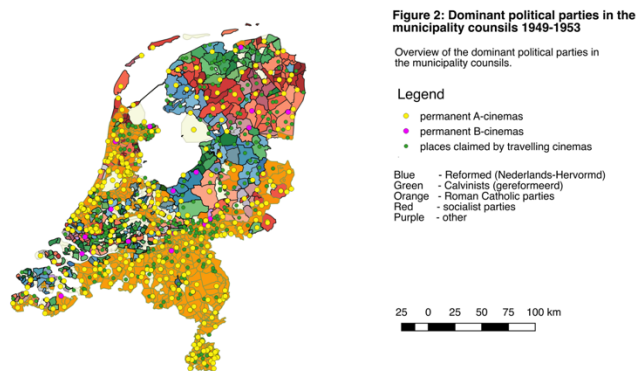 Figure 2: Dominant political parties in the
municipality counsils 1949-1953
Overview of the dominant political parties in
the municipality counsils.
Legend
permanent A-cinemas
permanent B-cinemas
places claimed by travelling cinemas
Blue - Reformed (Nederlands-Hervormd)
Green - Calvinists (gereformeerd)
Orange - Roman Catholic parties
Red - socialist parties
Purple - other
25 0 25 50 75 100 km